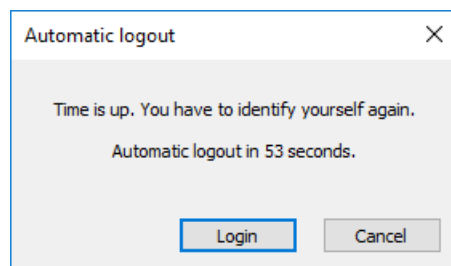 Automatic logout
Time is up. You have to identify yourself again.
Automatic logout in 53 seconds.
Login
Cancel